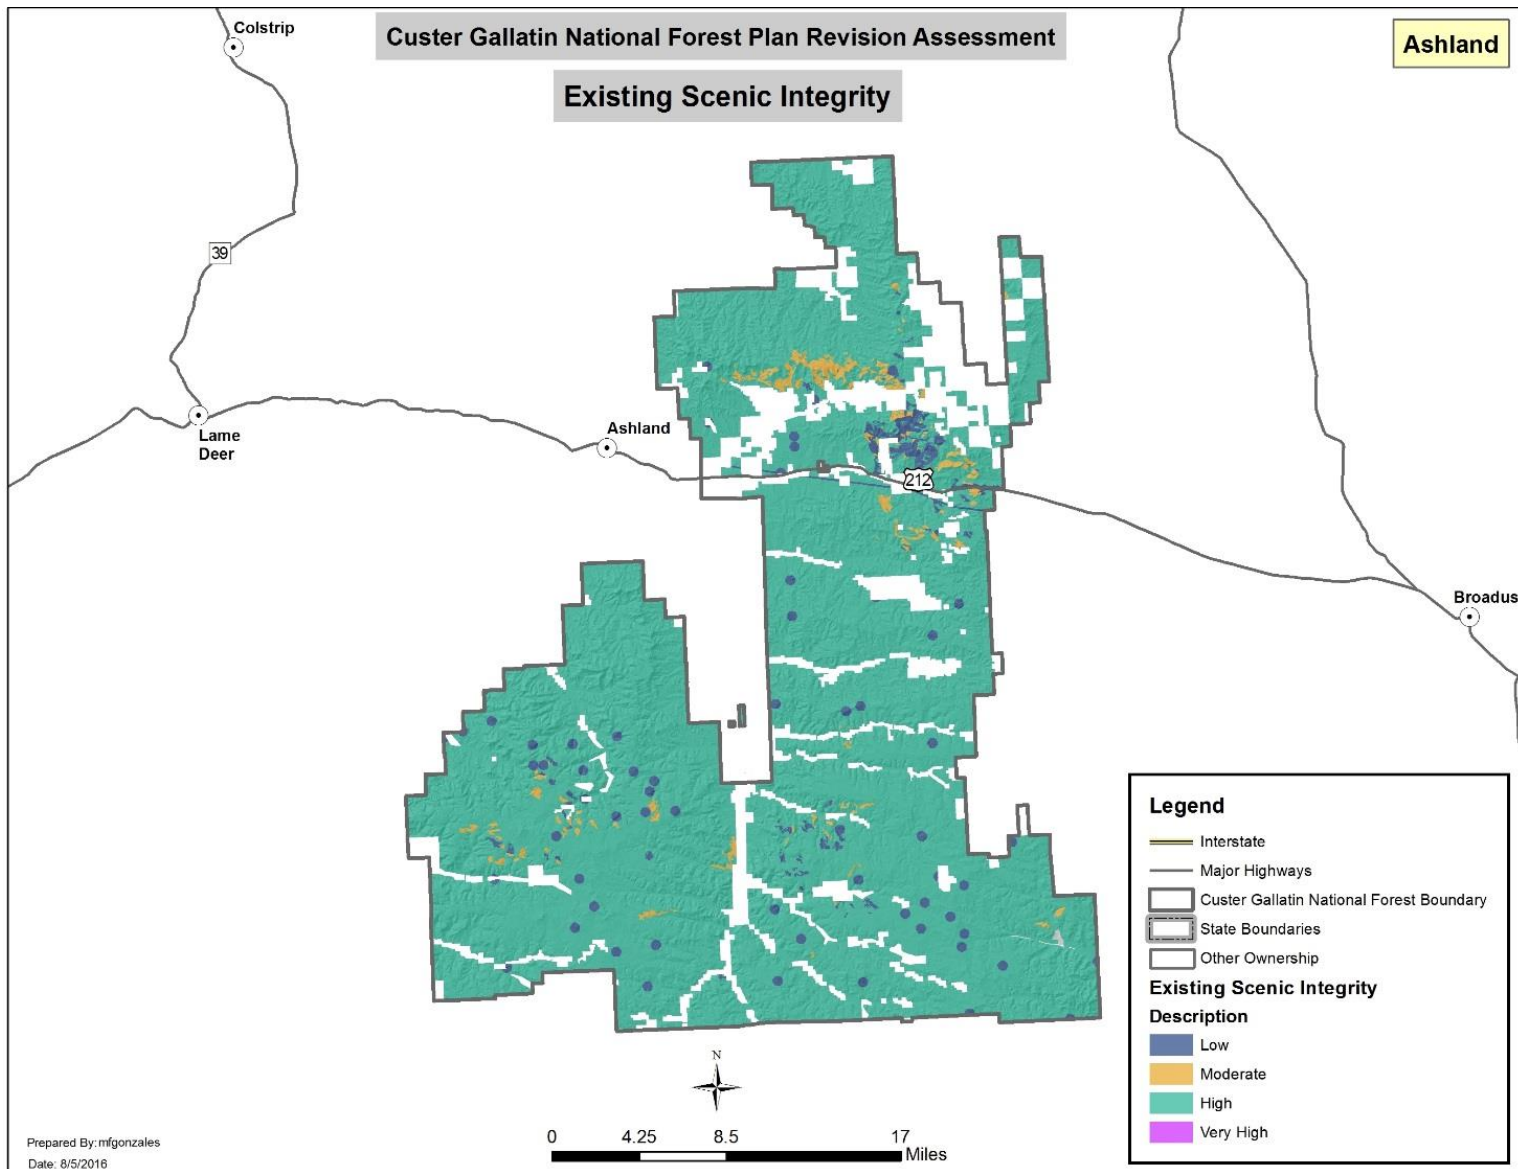 Colstrip
Custer Gallatin National Forest Plan Revision Assessment
Ashland
Existing Scenic Integrity
39
Lame
Deer
Ashland
212
Broadus
Legend
Interstate
Major Highways
Custer Gallatin National Forest Boundary
State Boundaries
Other Ownership
Existing Scenic Integrity
Description
Low
Moderate
High
Very High
N
0 4.25 8.5 17
Miles
Prepared By: mfgonzales
Date: 8/5/2016